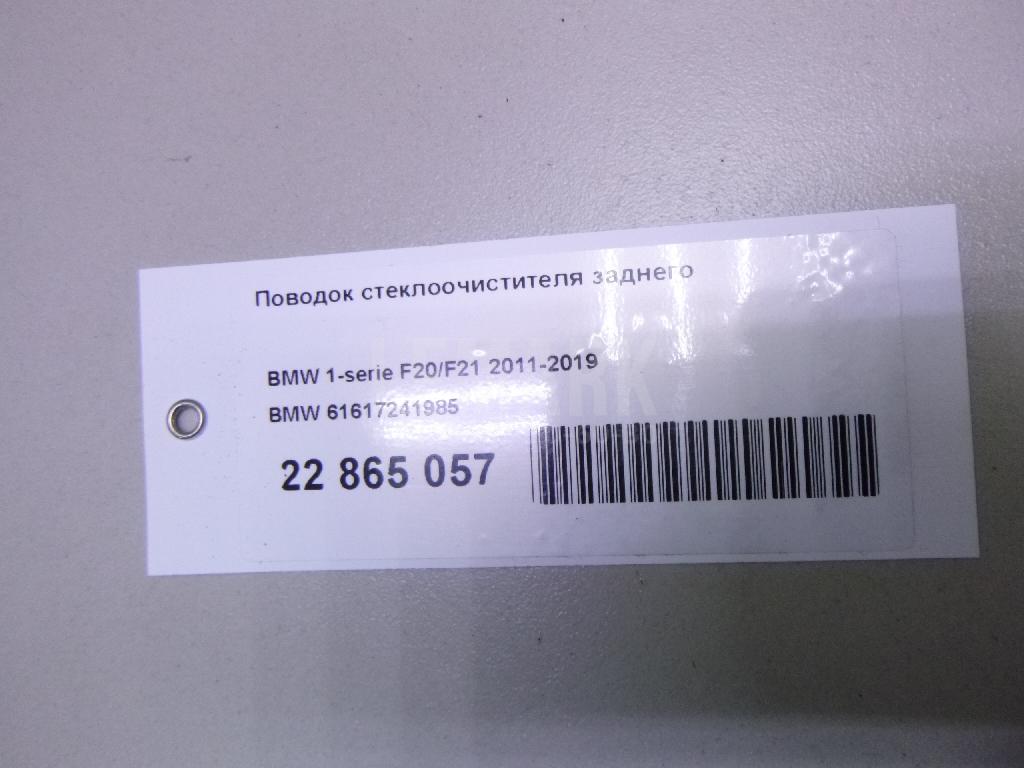 Поводок стеклоочистителя заднего
BMW 1-serie F20/F21 2011-2019
BMW 61617241985
22 865 057